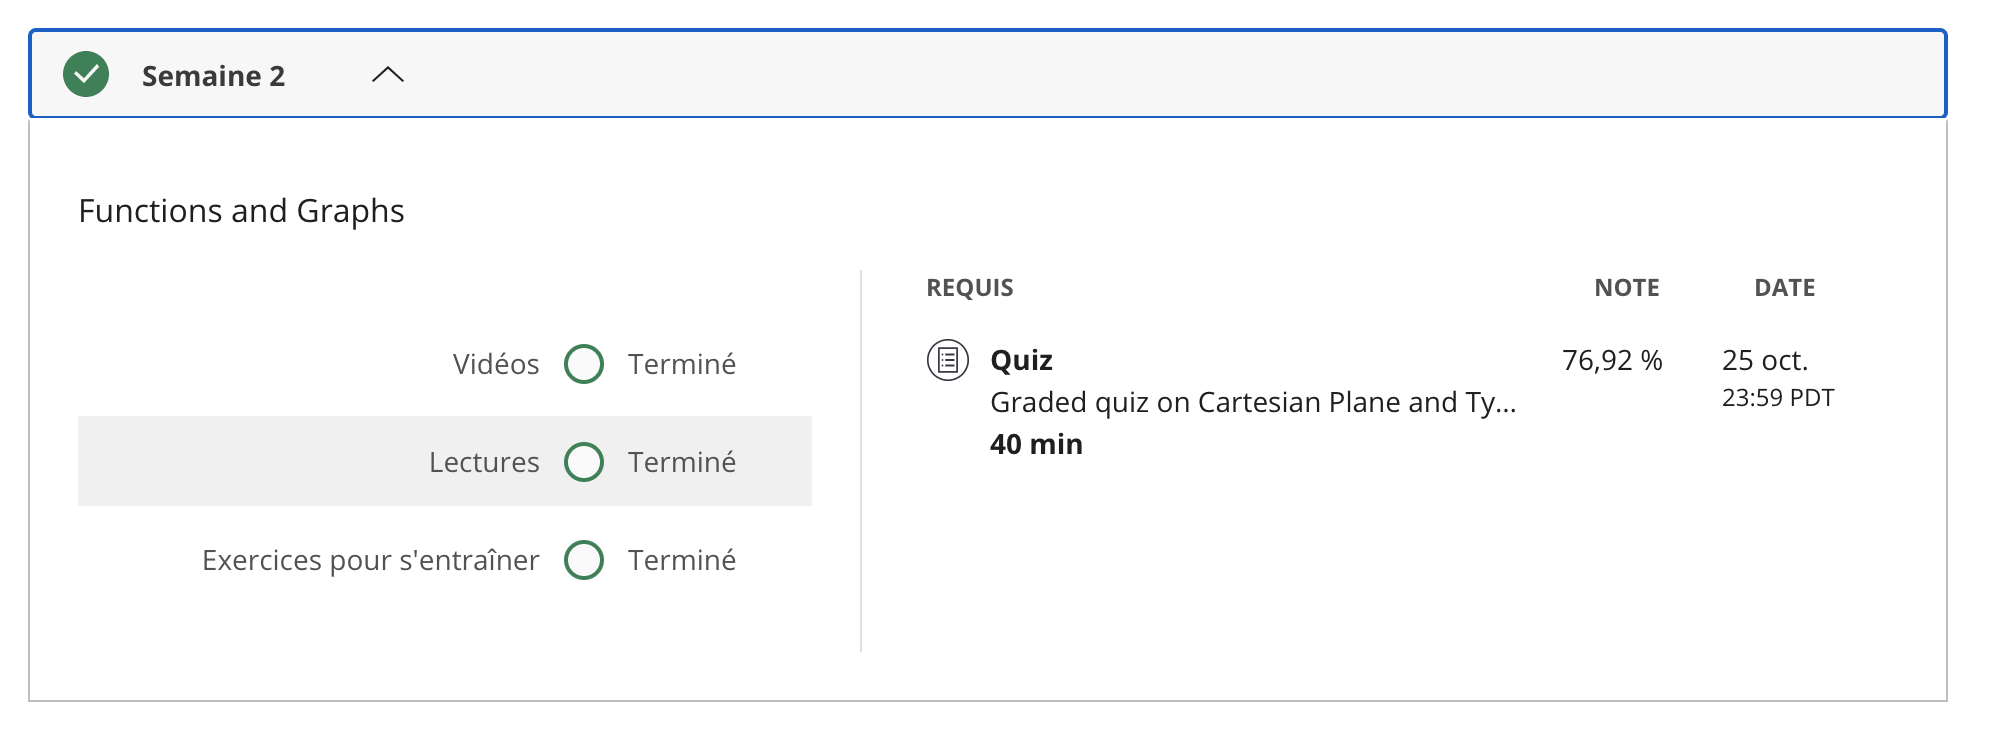 Semaine 2
Functions and Graphs
Vidéos Terminé
Lectures Terminé
Exercices pour s'entraîner Terminé
REQUIS NOTE DATE
Quiz 76,92 % 25 oct.
Graded quiz on Cartesian Plane and Ty... 23:59 PDT
40 min